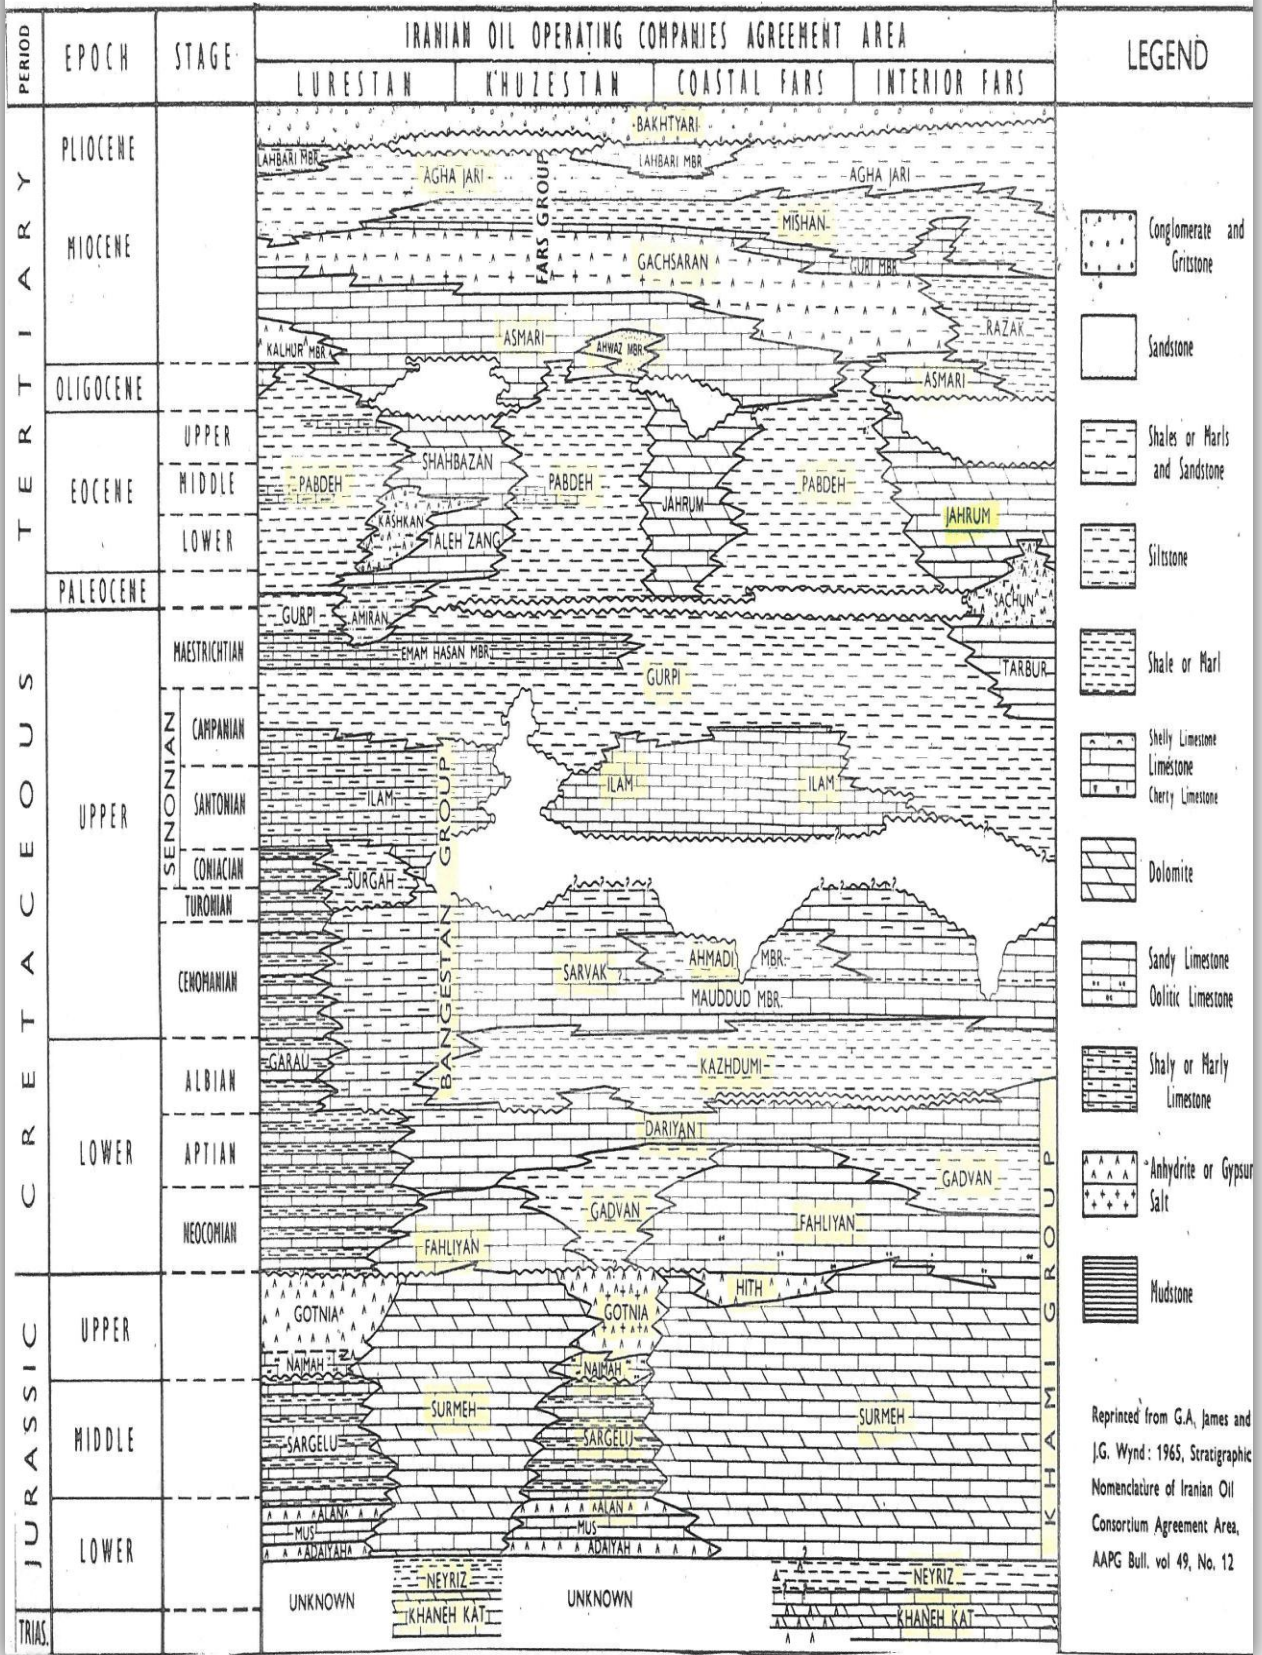 IRANIAN OIL OPERATING COMPANIES AGREEMENT AREA
PERIOD EPOCH STAGE LEGEND
LURESTAN KHUZESTAN COASTAL FARS INTERIOR FARS
TERTIARY
PLIOCENE
MIOCENE
OLIGOCENE
EOCENE
UPPER
MIDDLE
LOWER
PALEOCENE
CRETACEOUS
UPPER
MAESTRICHTIAN
SENONIAN
CAMPANIAN
SANTONIAN
CONIACIAN
TURONIAN
CENOMANIAN
LOWER
ALBIAN
APTIAN
NEOCOMIAN
JURASSIC
UPPER
MIDDLE
LOWER
TRIAS.
BAKHTYARI
LAHBARI MBR
LAHBARI MBR
AGHA JARI
AGHA JARI
FARS GROUP
MISHAN
GACHSARAN
GURI MBR
RAZAK
KALHUR MBR
ASMARI
AHWAZ MBR.
ASMARI
SHAHBAZAN
PABDEH
PABDEH
JAHRUM
PABDEH
JAHRUM
KASHKAN
TALEH ZANG
SACHUN
GURPI
AMIRAN
EMAM HASAN MBR.
GURPI
TARBUR
BANGESTAN GROUP
ILAM
ILAM
ILAM
SURGAH
SARVAK
AHMADI MBR.
MAUDDUD MBR.
GARAU
KAZHDUMI
DARIYAN
GADVAN
GADVAN
FAHLIYAN
FAHLIYAN
KHAMI GROUP
HITH
GOTNIA
GOTNIA
NAJMAH
NAJMAH
SURMEH
SURMEH
SARGELU
SARGELU
ALAN
ALAN
MUS
MUS
ADAIYAH
ADAIYAH
NEYRIZ
NEYRIZ
UNKNOWN
UNKNOWN
KHANEH KAT
KHANEH KAT
Conglomerate and
Gritstone
Sandstone
Shales or Marls
and Sandstone
Siltstone
Shale or Marl
Shelly Limestone
Limestone
Cherty Limestone
Dolomite
Sandy Limestone
Oolitic Limestone
Shaly or Marly
Limestone
Anhydrite or Gypsum
Salt
Mudstone
Reprinced from G.A. James and
J.G. Wynd: 1965, Stratigraphic
Nomenclature of Iranian Oil
Consortium Agreement Area,
AAPG Bull. vol 49, No. 12